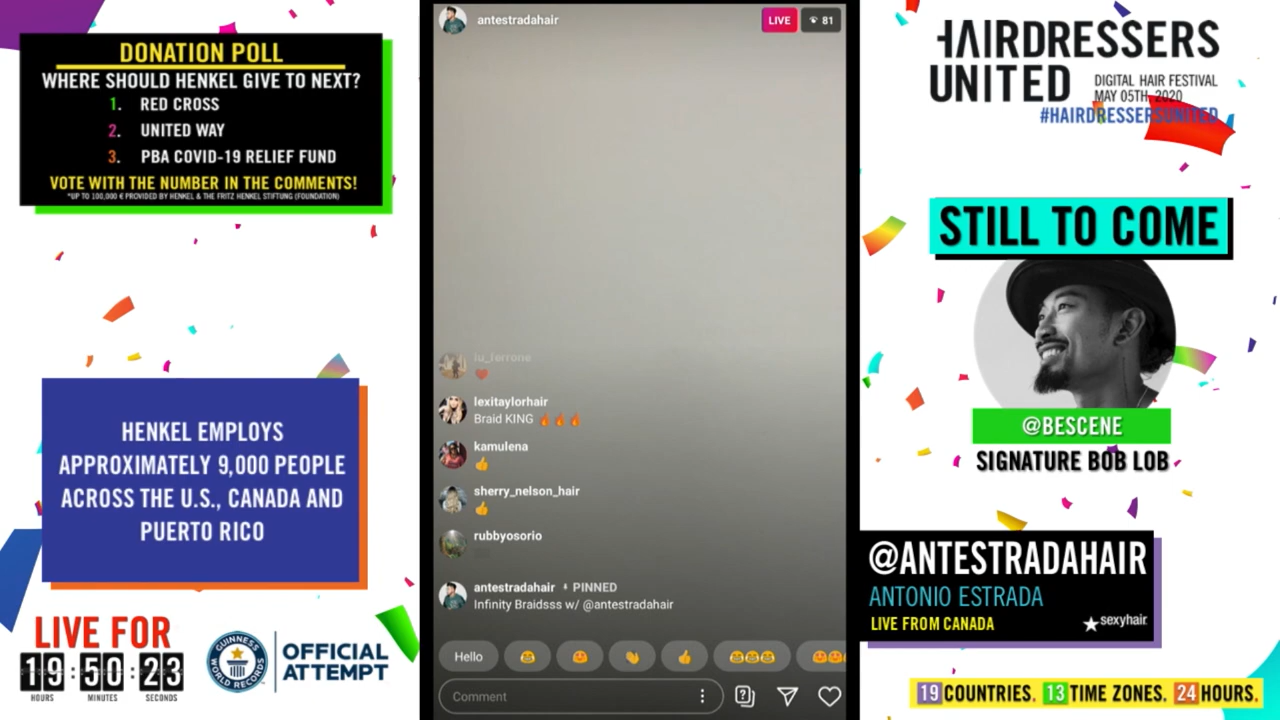 DONATION POLL
WHERE SHOULD HENKEL GIVE TO NEXT?
1. RED CROSS
2. UNITED WAY
3. PBA COVID-19 RELIEF FUND
VOTE WITH THE NUMBER IN THE COMMENTS!
*UP TO 100,000 € PROVIDED BY HENKEL & THE FRITZ HENKEL STIFTUNG (FOUNDATION)
HENKEL EMPLOYS
APPROXIMATELY 9,000 PEOPLE
ACROSS THE U.S., CANADA AND
PUERTO RICO
LIVE FOR
19:50:23
HOURS MINUTES SECONDS
GUINNESS
WORLD RECORDS
OFFICIAL
ATTEMPT
antestradahair
LIVE
81
lu_ferrone
lexitaylorhair
Braid KING 🔥🔥🔥
kamulena
👍
sherry_nelson_hair
👍
rubbyosorio
antestradahair PINNED
Infinity Braidsss w/ @antestradahair
Hello
Comment
HAIRDRESSERS
UNITED
DIGITAL HAIR FESTIVAL
MAY 05TH, 2020
#HAIRDRESSERSUNITED
STILL TO COME
@BESCENE
SIGNATURE BOB LOB
@ANTESTRADAHAIR
ANTONIO ESTRADA
LIVE FROM CANADA
sexyhair
19 COUNTRIES. 13 TIME ZONES. 24 HOURS.